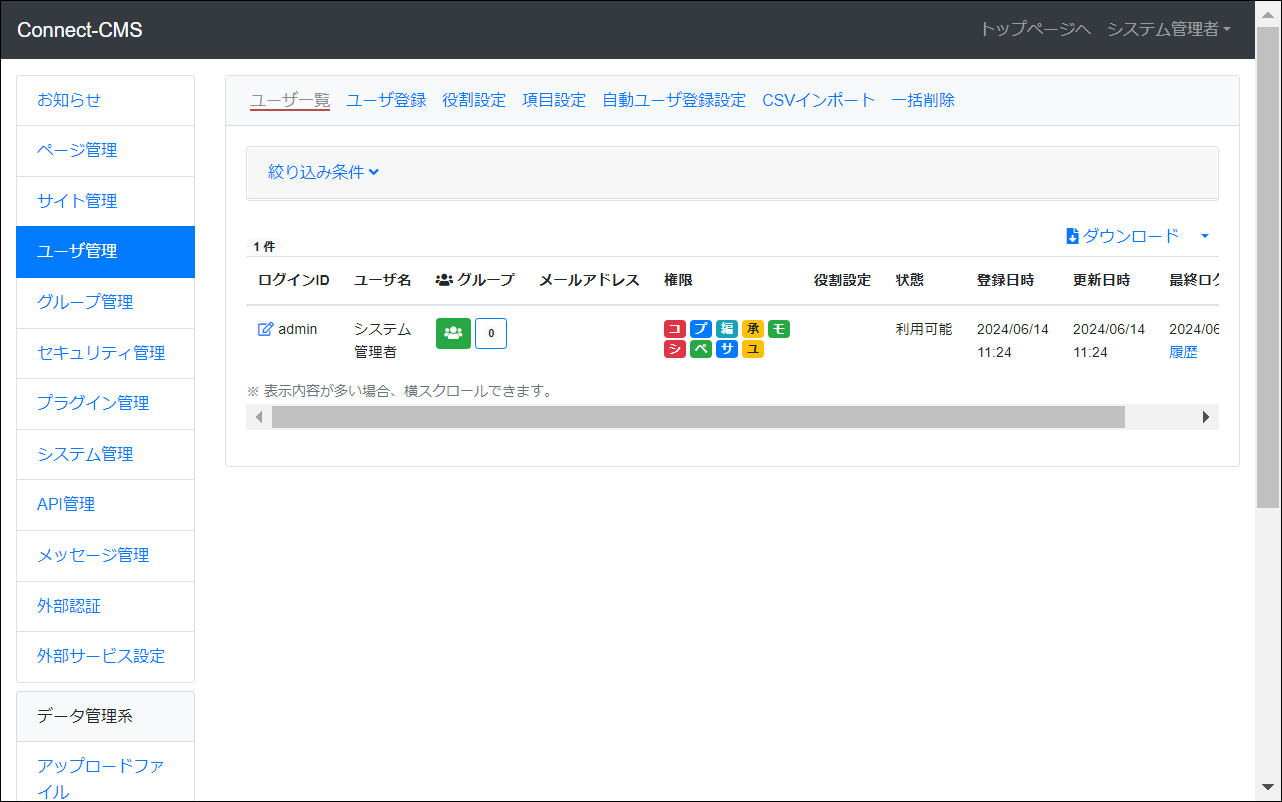 Connect-CMS
トップページへ システム管理者
お知らせ
ページ管理
サイト管理
ユーザ管理
グループ管理
セキュリティ管理
プラグイン管理
システム管理
API管理
メッセージ管理
外部認証
外部サービス設定
データ管理系
アップロードファ
イル
ユーザ一覧 ユーザ登録 役割設定 項目設定 自動ユーザ登録設定 CSVインポート 一括削除
絞り込み条件
1 件
ダウンロード
ログインID ユーザ名 グループ メールアドレス 権限 役割設定 状態 登録日時 更新日時 最終ログ
admin システム 0 コ プ 編 承 モ 利用可能 2024/06/14 2024/06/14 2024/06
管理者 シ ペ サ ユ 11:24 11:24 履歴
※ 表示内容が多い場合、横スクロールできます。